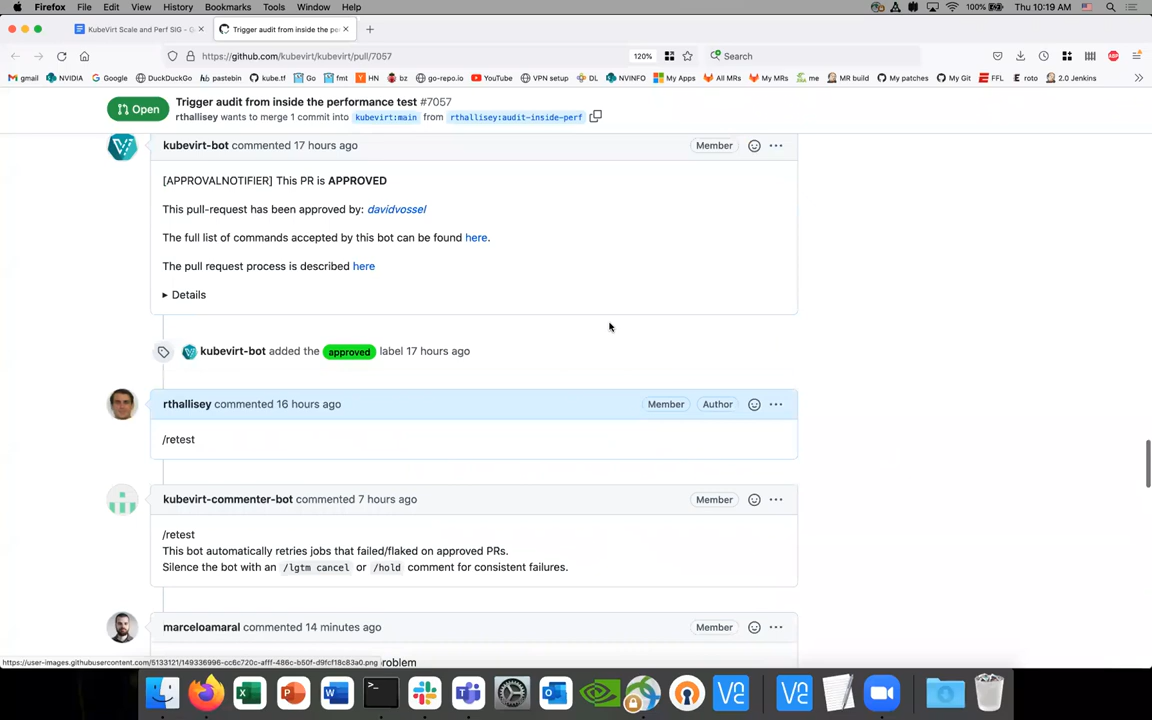 Firefox File Edit View History Bookmarks Tools Window Help 100% Thu 10:19 AM
KubeVirt Scale and Perf SIG - G Trigger audit from inside the pe
https://github.com/kubevirt/kubevirt/pull/7057 120% Search
gmail NVIDIA Google DuckDuckGo pastebin kube.tf Go fmt HN bz go-repo.io YouTube VPN setup DL NVINFO My Apps All MRs My MRs me MR build My patches My Git FFL roto 2.0 Jenkins
Open
Trigger audit from inside the performance test #7057
rthallisey wants to merge 1 commit into kubevirt:main from rthallisey:audit-inside-perf
kubevirt-bot commented 17 hours ago Member
[APPROVALNOTIFIER] This PR is APPROVED
This pull-request has been approved by: davidvossel
The full list of commands accepted by this bot can be found here.
The pull request process is described here
Details
kubevirt-bot added the approved label 17 hours ago
rthallisey commented 16 hours ago Member Author
/retest
kubevirt-commenter-bot commented 7 hours ago Member
/retest
This bot automatically retries jobs that failed/flaked on approved PRs.
Silence the bot with an /lgtm cancel or /hold comment for consistent failures.
marceloamaral commented 14 minutes ago Member
roblem